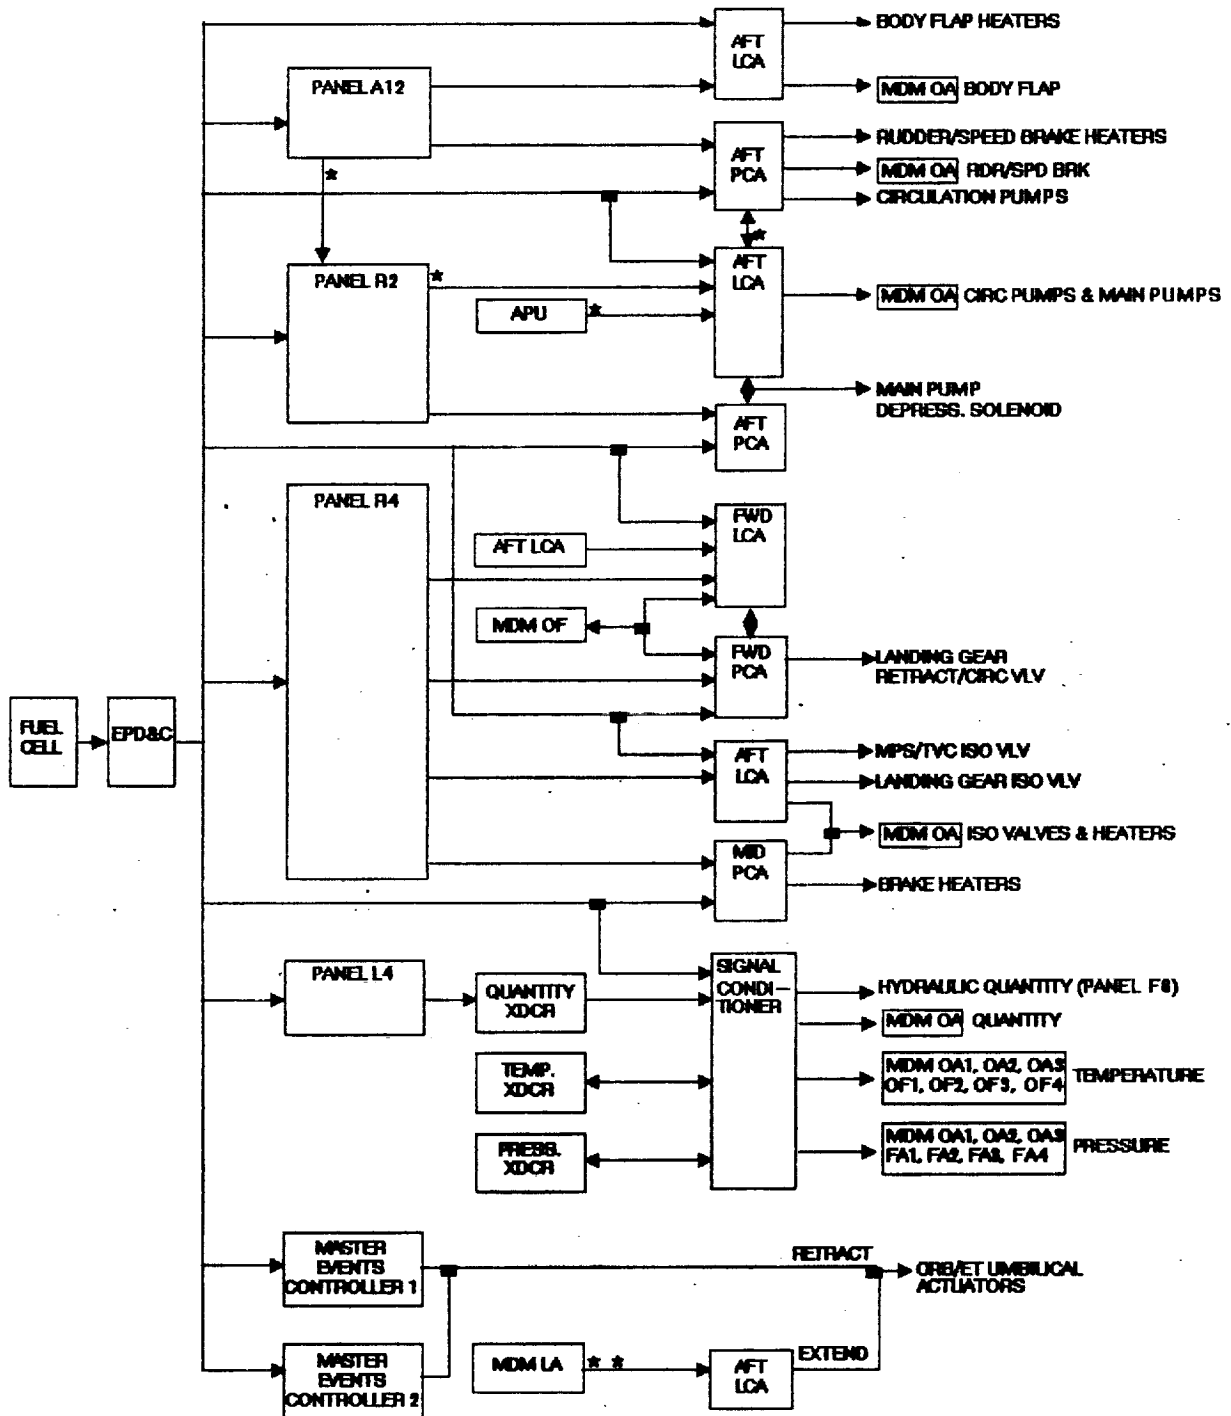 BODY FLAP HEATERS
AFT
LCA
PANEL A12
MDM OA BODY FLAP
RUDDER/SPEED BRAKE HEATERS
AFT
PCA
*
MDM OA RDR/SPD BRK
CIRCULATION PUMPS
*
AFT
LCA
PANEL R2
*
MDM OA CIRC PUMPS & MAIN PUMPS
APU
*
MAIN PUMP
DEPRESS. SOLENOID
AFT
PCA
PANEL R4
FWD
LCA
AFT LCA
MDM OF
FWD
PCA
LANDING GEAR
RETRACT/CIRC VLV
FUEL
CELL
EPD&C
AFT
LCA
MPS/TVC ISO VLV
LANDING GEAR ISO VLV
MDM OA ISO VALVES & HEATERS
MID
PCA
BRAKE HEATERS
PANEL L4
QUANTITY
XDCR
SIGNAL
CONDI-
TIONER
HYDRAULIC QUANTITY (PANEL F8)
MDM OA QUANTITY
TEMP.
XDCR
MDM OA1, OA2, OA3
OF1, OF2, OF3, OF4
TEMPERATURE
PRESS.
XDCR
MDM OA1, OA2, OA3
FA1, FA2, FA3, FA4
PRESSURE
MASTER
EVENTS
CONTROLLER 1
RETRACT
ORB/ET UMBILICAL
ACTUATORS
MASTER
EVENTS
CONTROLLER 2
MDM LA
* *
AFT
LCA
EXTEND